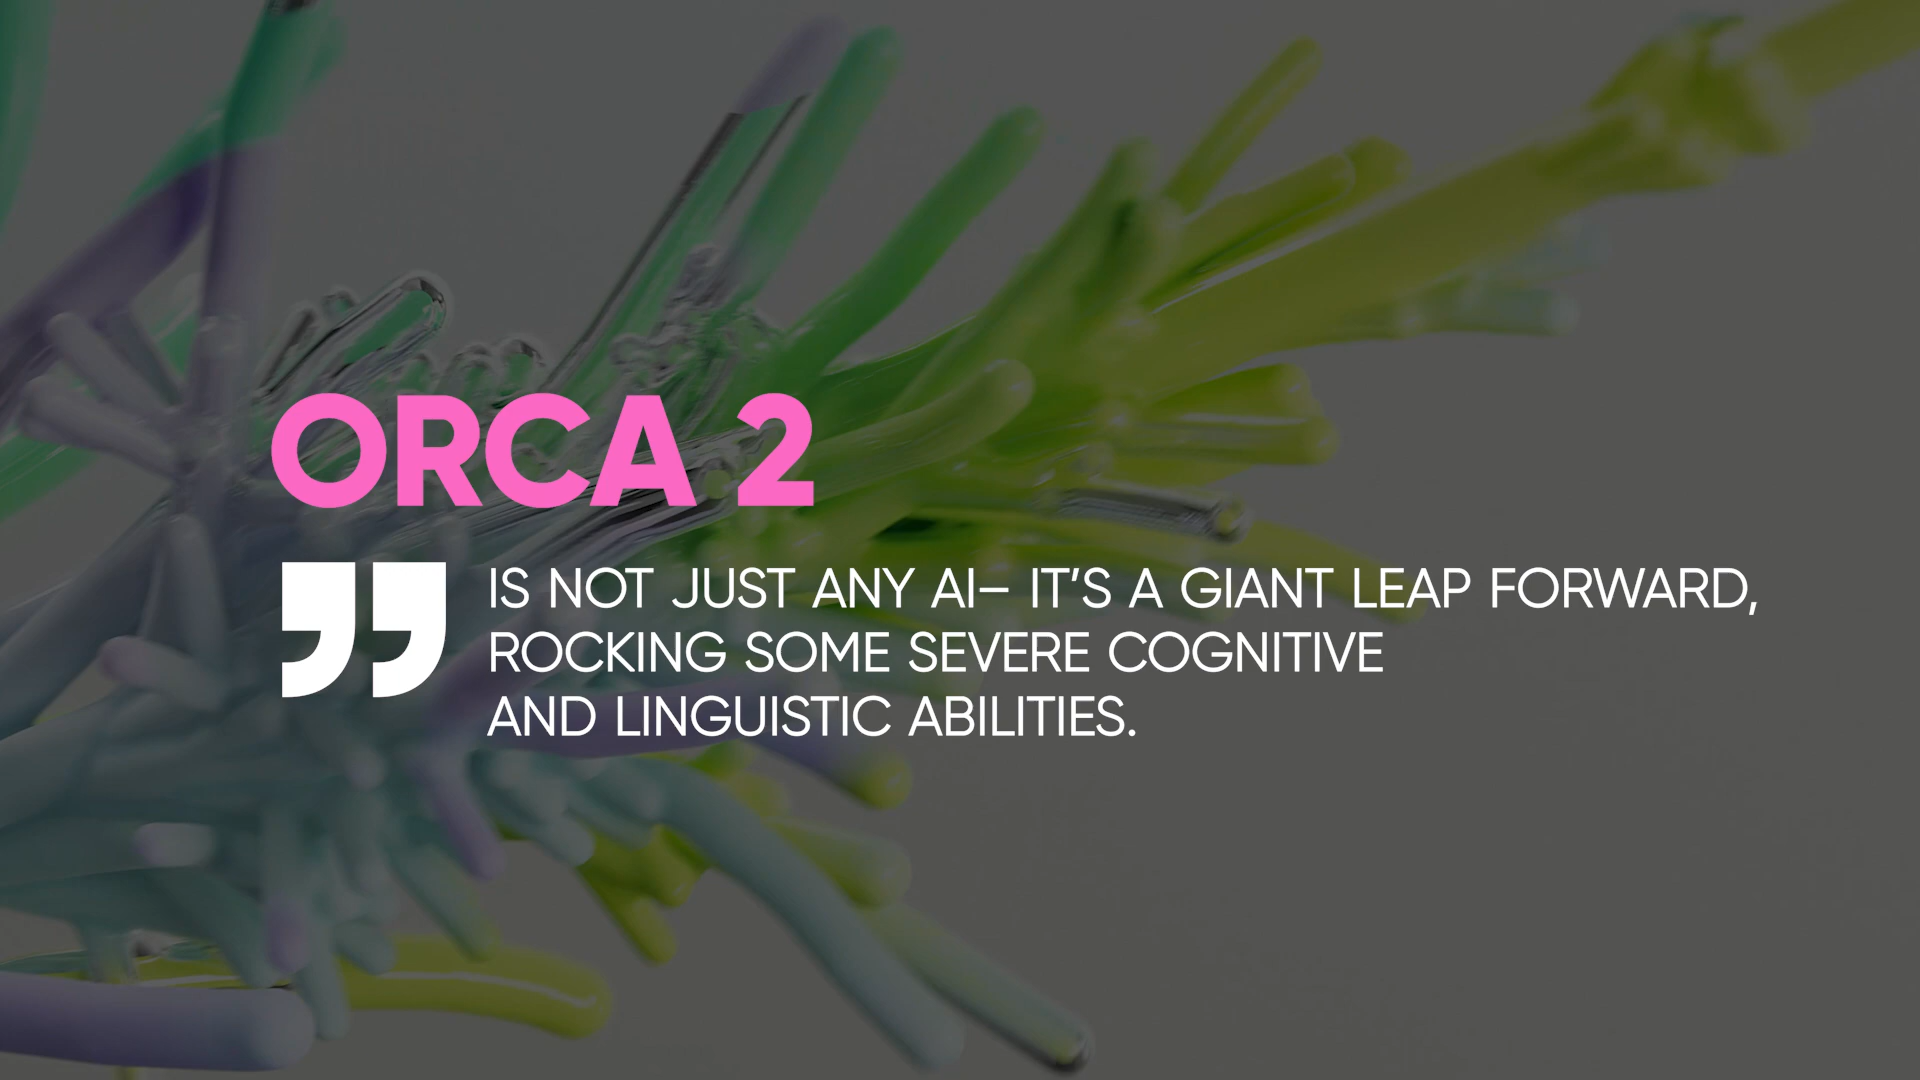 ORCA 2
” IS NOT JUST ANY AI– IT’S A GIANT LEAP FORWARD,
ROCKING SOME SEVERE COGNITIVE
AND LINGUISTIC ABILITIES.